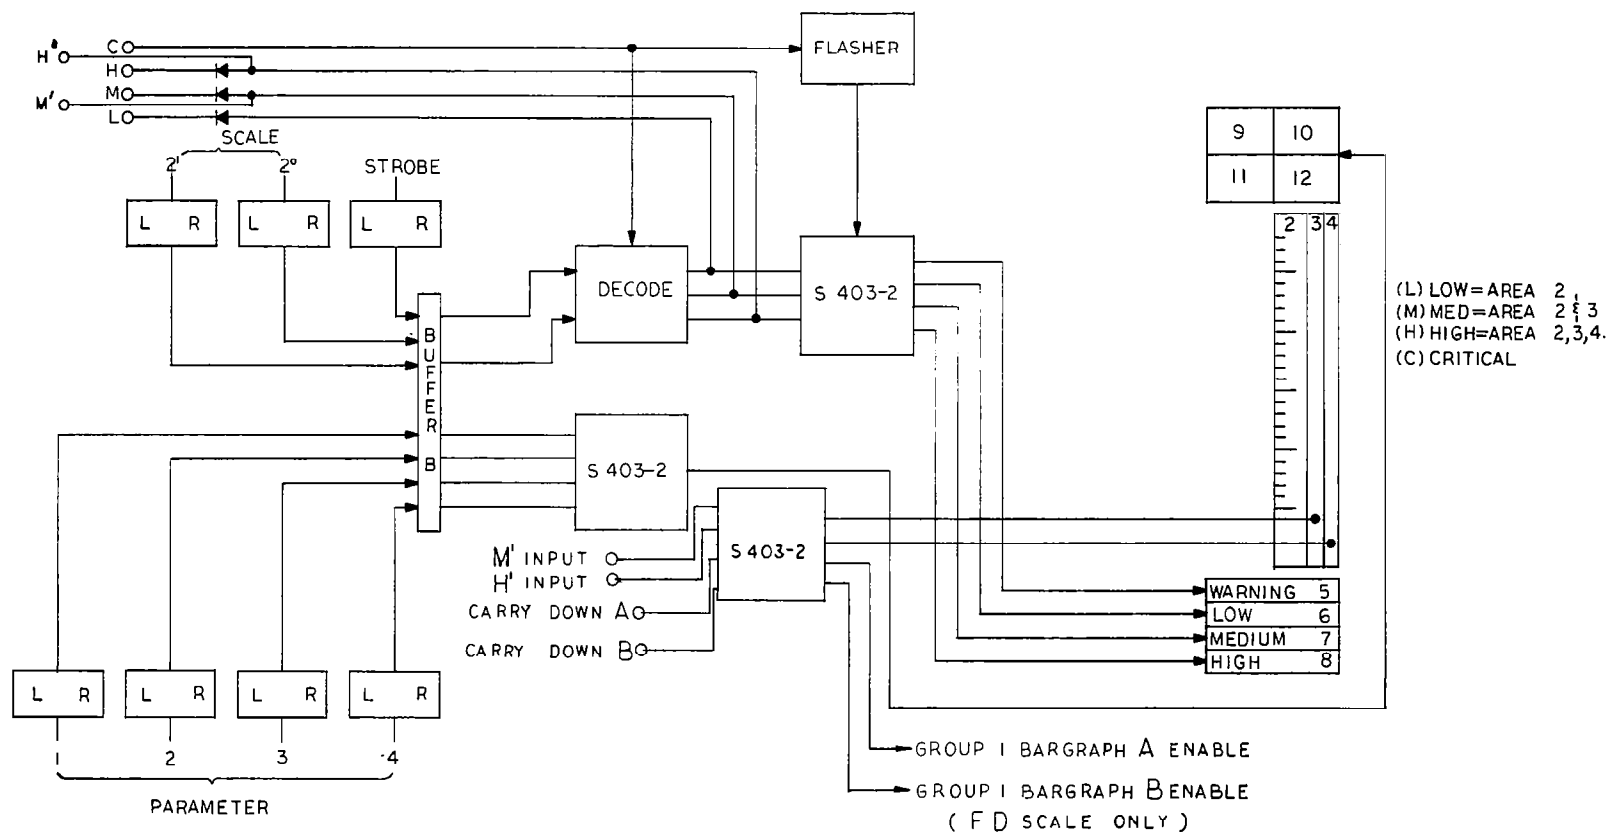 C
FLASHER
H'
H
M
M'
L
SCALE
2' 2° STROBE
L R L R L R
9 10
11 12
2 3 4
DECODE
S 403-2
(L) LOW=AREA 2
(M) MED=AREA 2 & 3
(H) HIGH=AREA 2,3,4.
(C) CRITICAL
BUFFER B
S 403-2
S 403-2
M' INPUT
H' INPUT
CARRY DOWN A
CARRY DOWN B
WARNING 5
LOW 6
MEDIUM 7
HIGH 8
L R L R L R L R
1 2 3 4
PARAMETER
GROUP 1 BARGRAPH A ENABLE
GROUP 1 BARGRAPH B ENABLE
(FD SCALE ONLY)